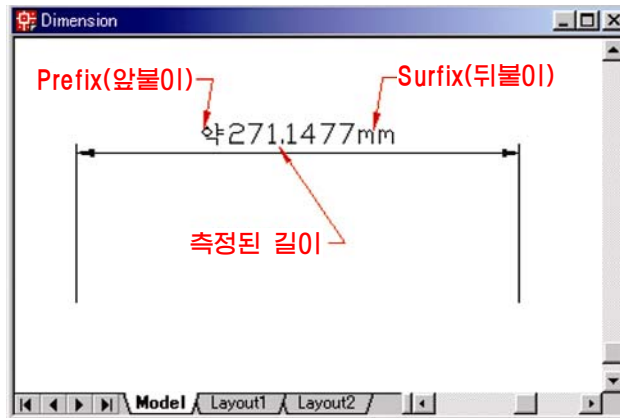 Dimension
Prefix(앞붙이)
Surfix(뒤붙이)
약271.1477mm
측정된 길이
Model
Layout1
Layout2